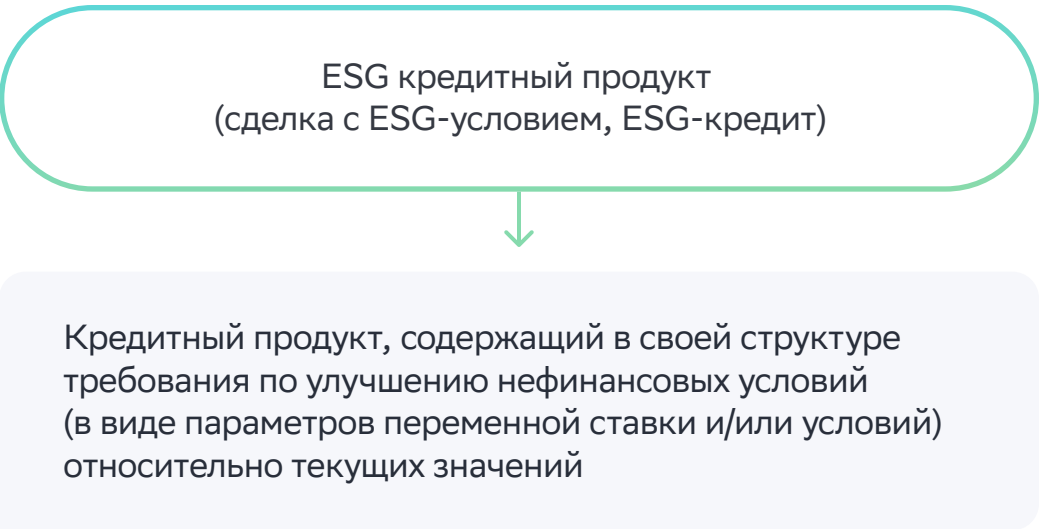 ESG кредитный продукт
(сделка с ESG-условием, ESG-кредит)
Кредитный продукт, содержащий в своей структуре
требования по улучшению нефинансовых условий
(в виде параметров переменной ставки и/или условий)
относительно текущих значений